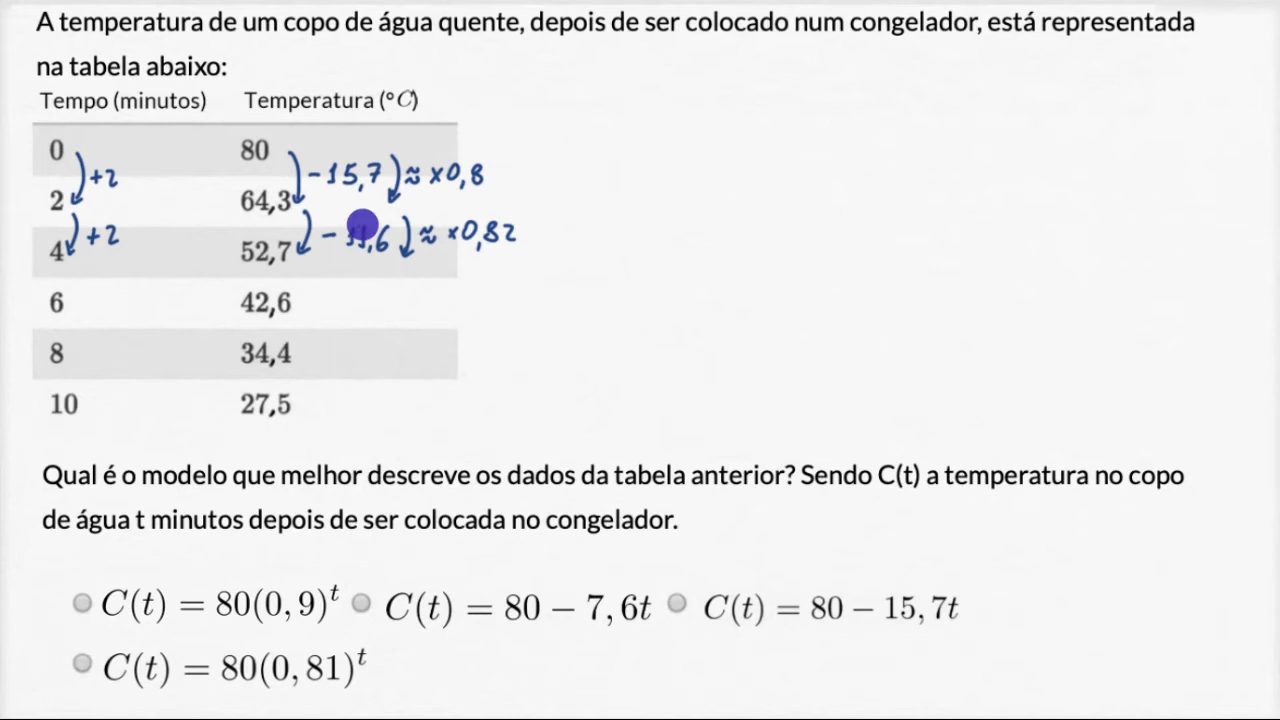 A temperatura de um copo de água quente, depois de ser colocado num congelador, está representada
na tabela abaixo:
Tempo (minutos) Temperatura (°C)
0 80
+2 -15,7 ≈ ×0,8
2 64,3
+2 - 11,6 ≈ ×0,82
4 52,7
6 42,6
8 34,4
10 27,5
Qual é o modelo que melhor descreve os dados da tabela anterior? Sendo C(t) a temperatura no copo
de água t minutos depois de ser colocada no congelador.
C(t) = 80(0, 9)^t C(t) = 80 − 7, 6t C(t) = 80 − 15, 7t
C(t) = 80(0, 81)^t